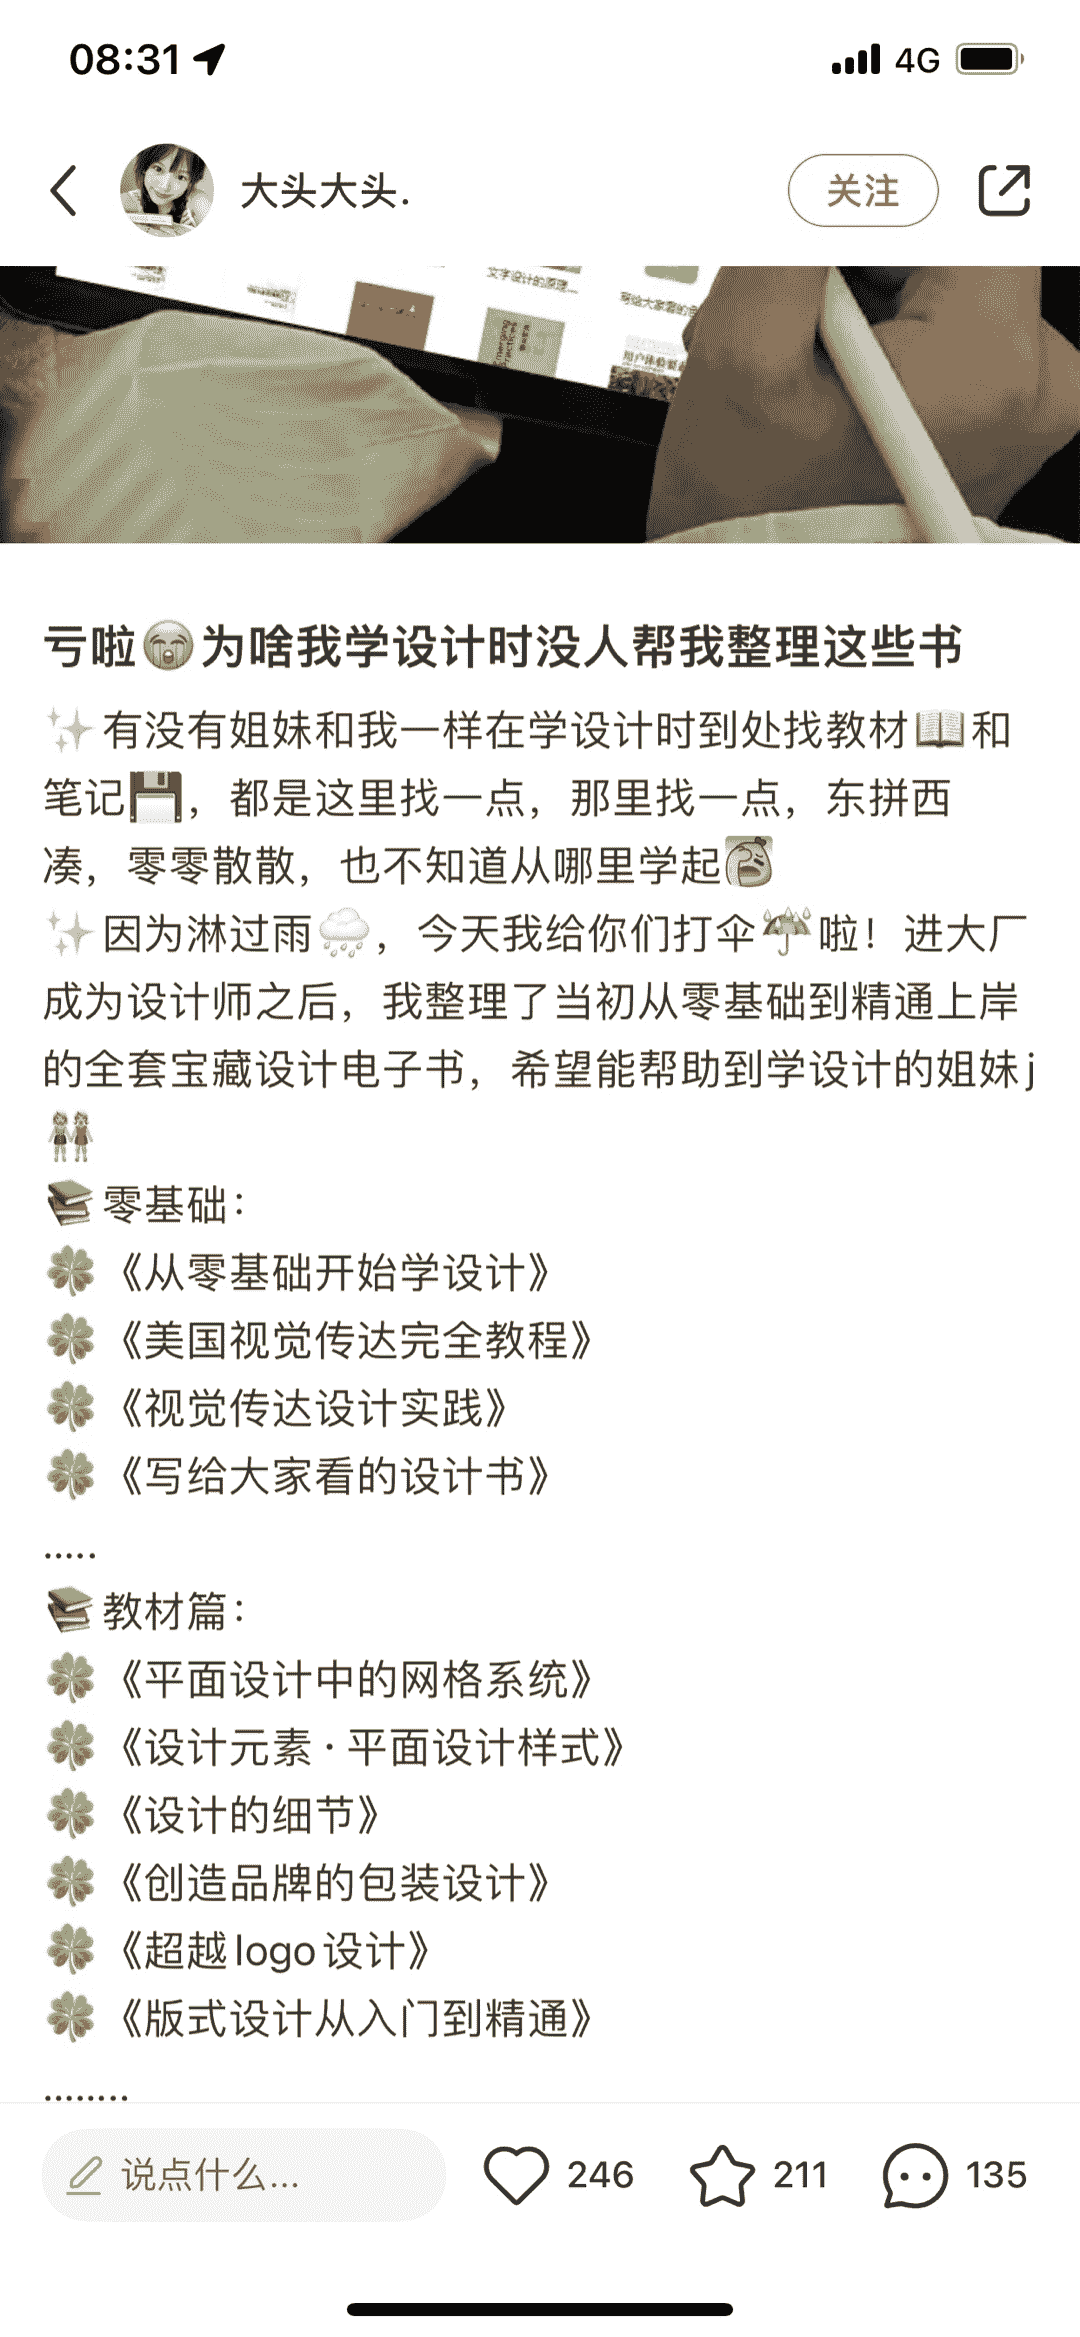 08:31
4G
大头大头.
关注
文字设计的原理...
Emerging Practices
亏啦😭为啥我学设计时没人帮我整理这些书
✨有没有姐妹和我一样在学设计时到处找教材📖和
笔记💾，都是这里找一点，那里找一点，东拼西
凑，零零散散，也不知道从哪里学起
✨因为淋过雨🌧，今天我给你们打伞☔啦！进大厂
成为设计师之后，我整理了当初从零基础到精通上岸
的全套宝藏设计电子书，希望能帮助到学设计的姐妹j
👭
📚零基础：
🍀《从零基础开始学设计》
🍀《美国视觉传达完全教程》
🍀《视觉传达设计实践》
🍀《写给大家看的设计书》
.....
📚教材篇：
🍀《平面设计中的网格系统》
🍀《设计元素·平面设计样式》
🍀《设计的细节》
🍀《创造品牌的包装设计》
🍀《超越logo设计》
🍀《版式设计从入门到精通》
........
说点什么...
246
211
135